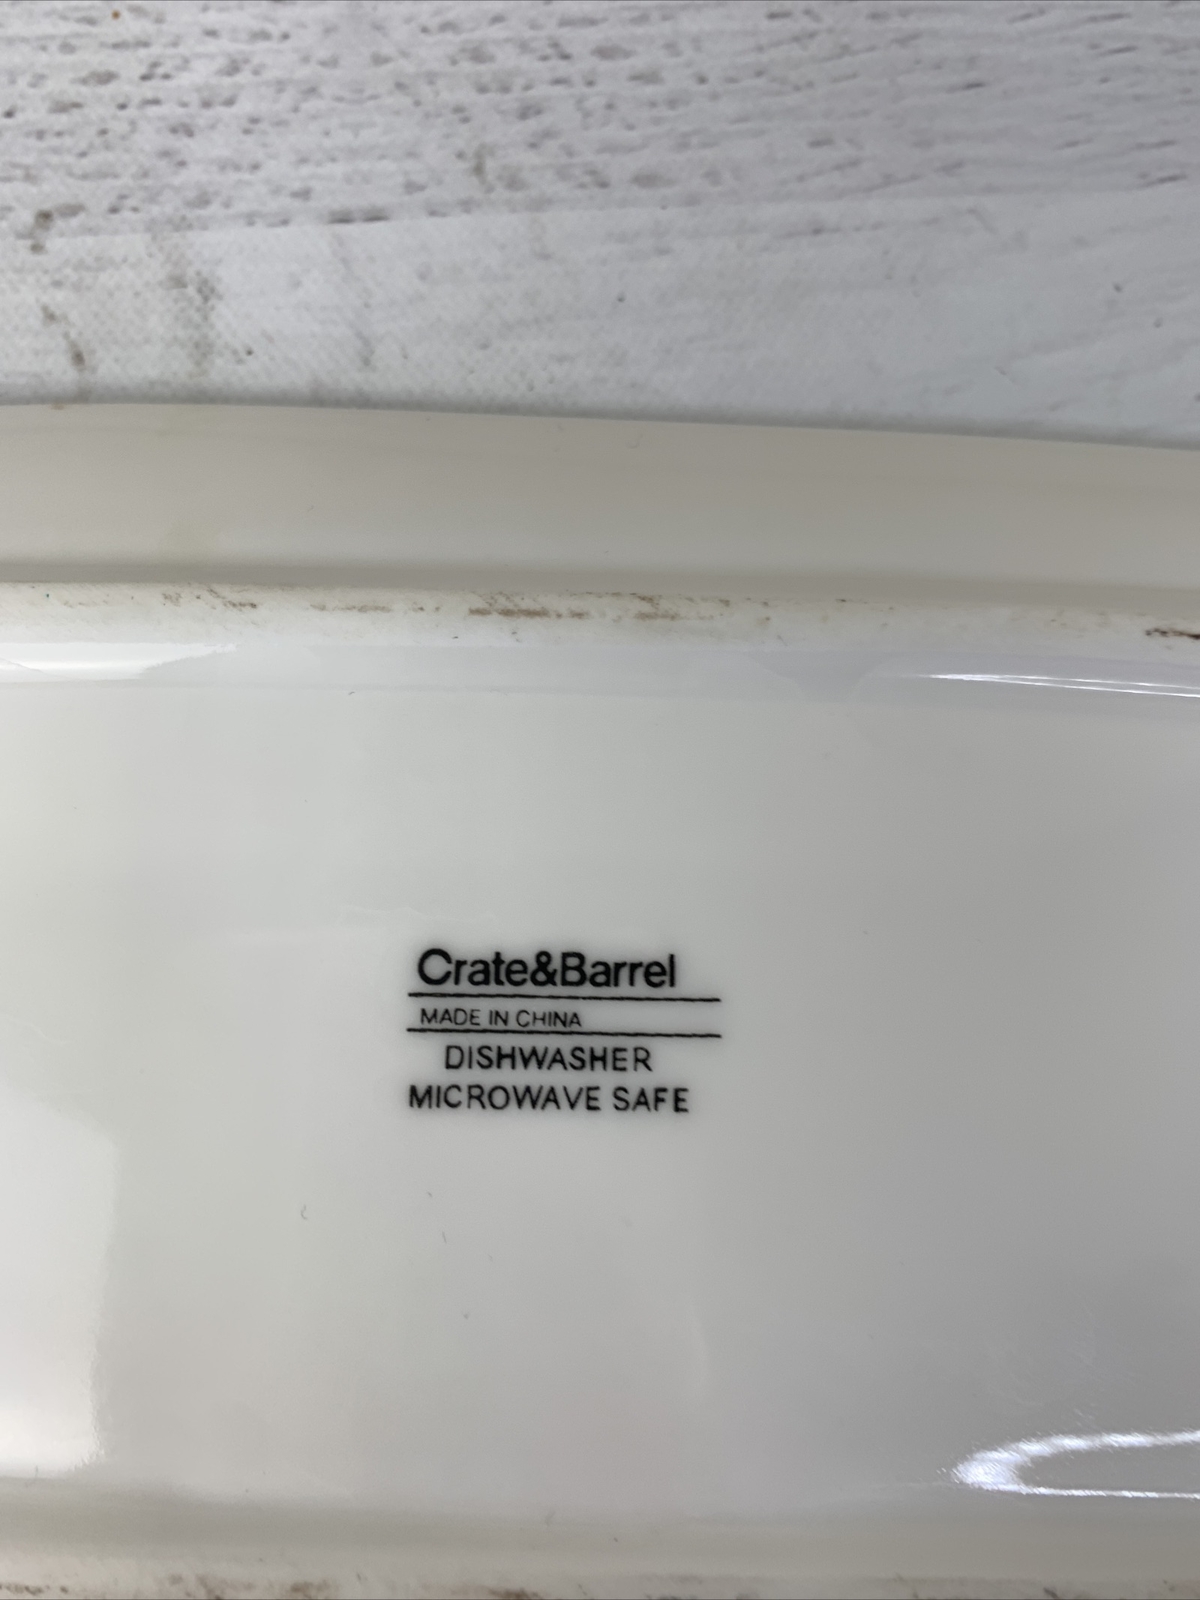 Crate&Barrel
MADE IN CHINA
DISHWASHER
MICROWAVE SAFE